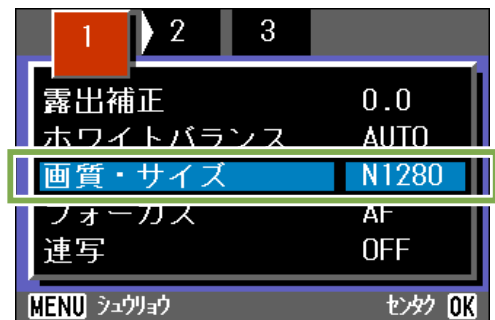 1 2 3
露出補正 0.0
ホワイトバランス AUTO
画質・サイズ N1280
フォーカス AF
連写 OFF
MENU ｼｭｳﾘｮｳ ｾﾝﾀｸ OK